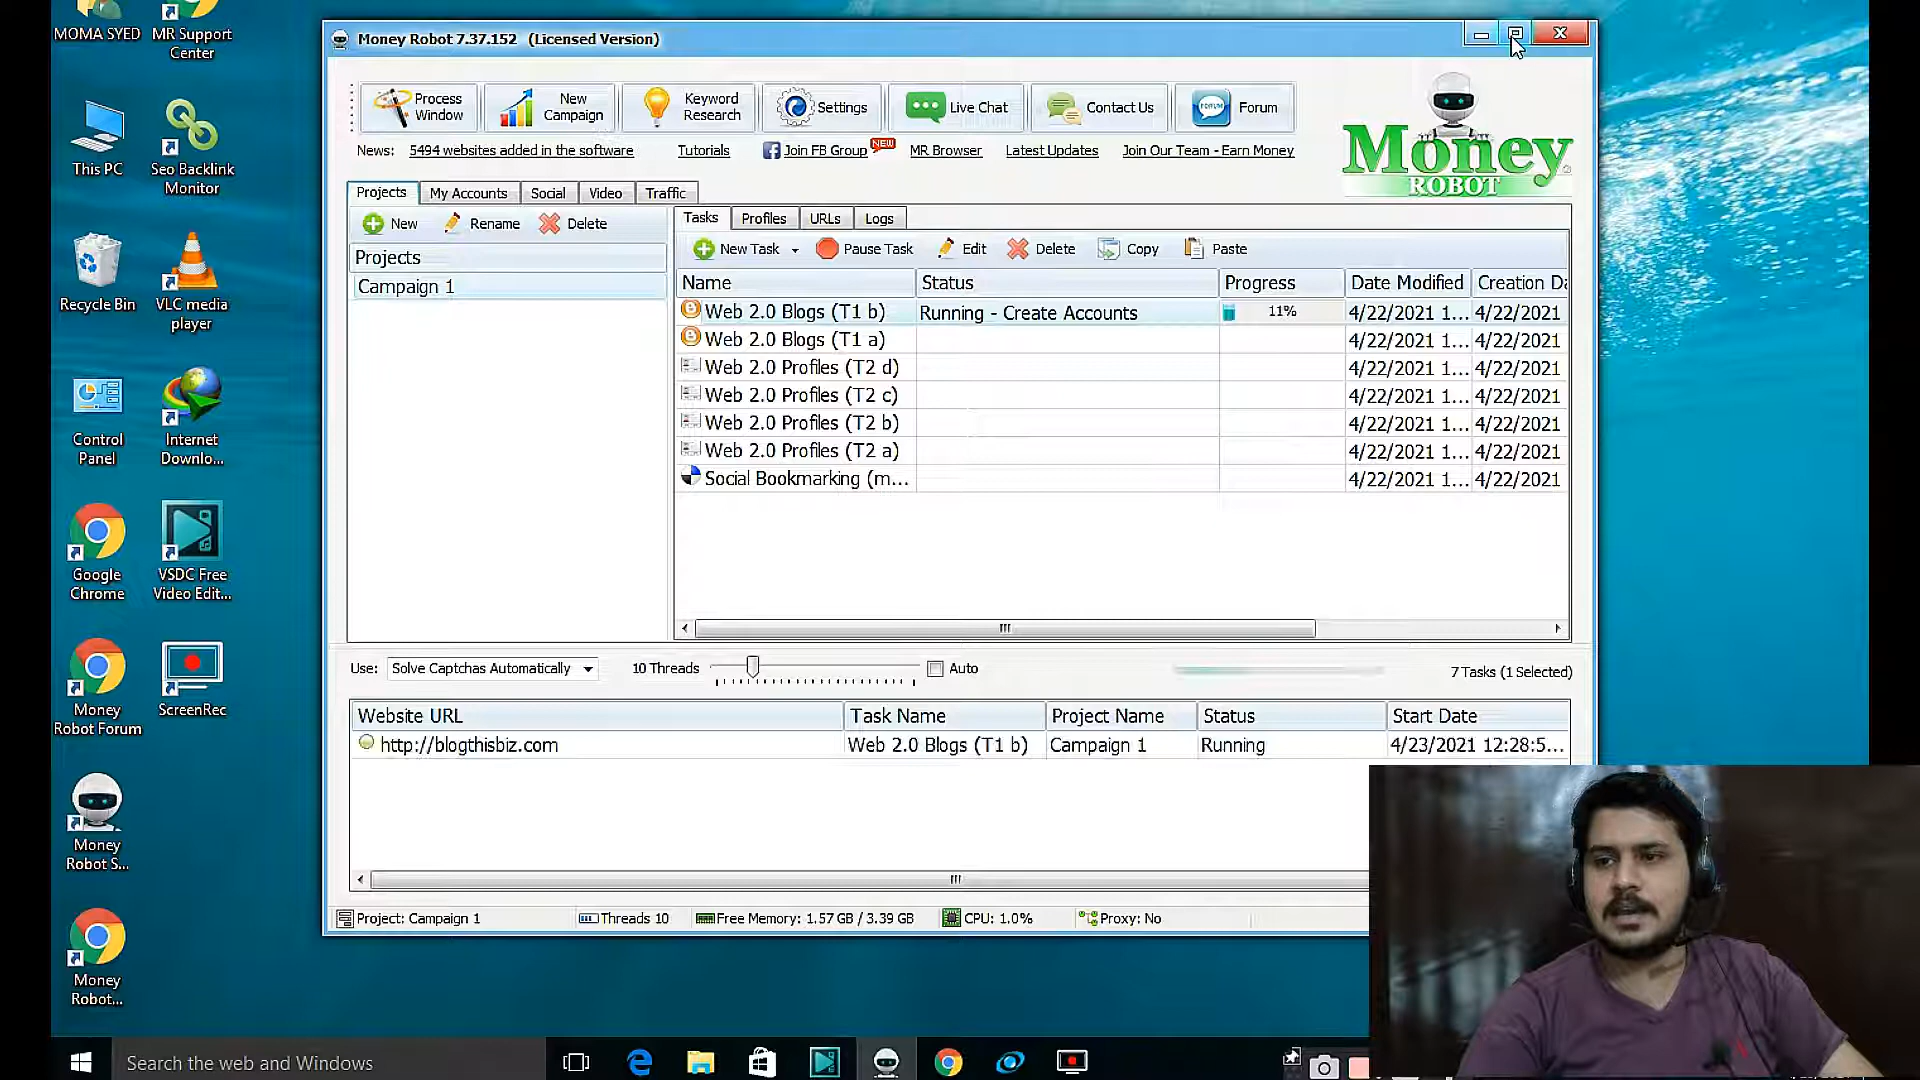 MOMA SYED
MR Support
Center
This PC
Seo Backlink
Monitor
Recycle Bin
VLC media
player
Control
Panel
Internet
Downlo...
Google
Chrome
VSDC Free
Video Edit...
Money
Robot Forum
ScreenRec
Money
Robot S...
Money
Robot...
Money Robot 7.37.152 (Licensed Version)
Process
Window
New
Campaign
Keyword
Research
Settings
Live Chat
Contact Us
FORUM
Forum
Money
ROBOT
News: 5494 websites added in the software Tutorials Join FB Group NEW MR Browser Latest Updates Join Our Team - Earn Money
Projects My Accounts Social Video Traffic
New Rename Delete
Projects
Campaign 1
Tasks Profiles URLs Logs
New Task Pause Task Edit Delete Copy Paste
Name Status Progress Date Modified Creation Da
Web 2.0 Blogs (T1 b) Running - Create Accounts 11% 4/22/2021 1... 4/22/2021
Web 2.0 Blogs (T1 a) 4/22/2021 1... 4/22/2021
Web 2.0 Profiles (T2 d) 4/22/2021 1... 4/22/2021
Web 2.0 Profiles (T2 c) 4/22/2021 1... 4/22/2021
Web 2.0 Profiles (T2 b) 4/22/2021 1... 4/22/2021
Web 2.0 Profiles (T2 a) 4/22/2021 1... 4/22/2021
Social Bookmarking (m... 4/22/2021 1... 4/22/2021
Use: Solve Captchas Automatically 10 Threads Auto 7 Tasks (1 Selected)
Website URL Task Name Project Name Status Start Date
http://blogthisbiz.com Web 2.0 Blogs (T1 b) Campaign 1 Running 4/23/2021 12:28:5...
Project: Campaign 1 Threads 10 Free Memory: 1.57 GB / 3.39 GB CPU: 1.0% Proxy: No
Search the web and Windows